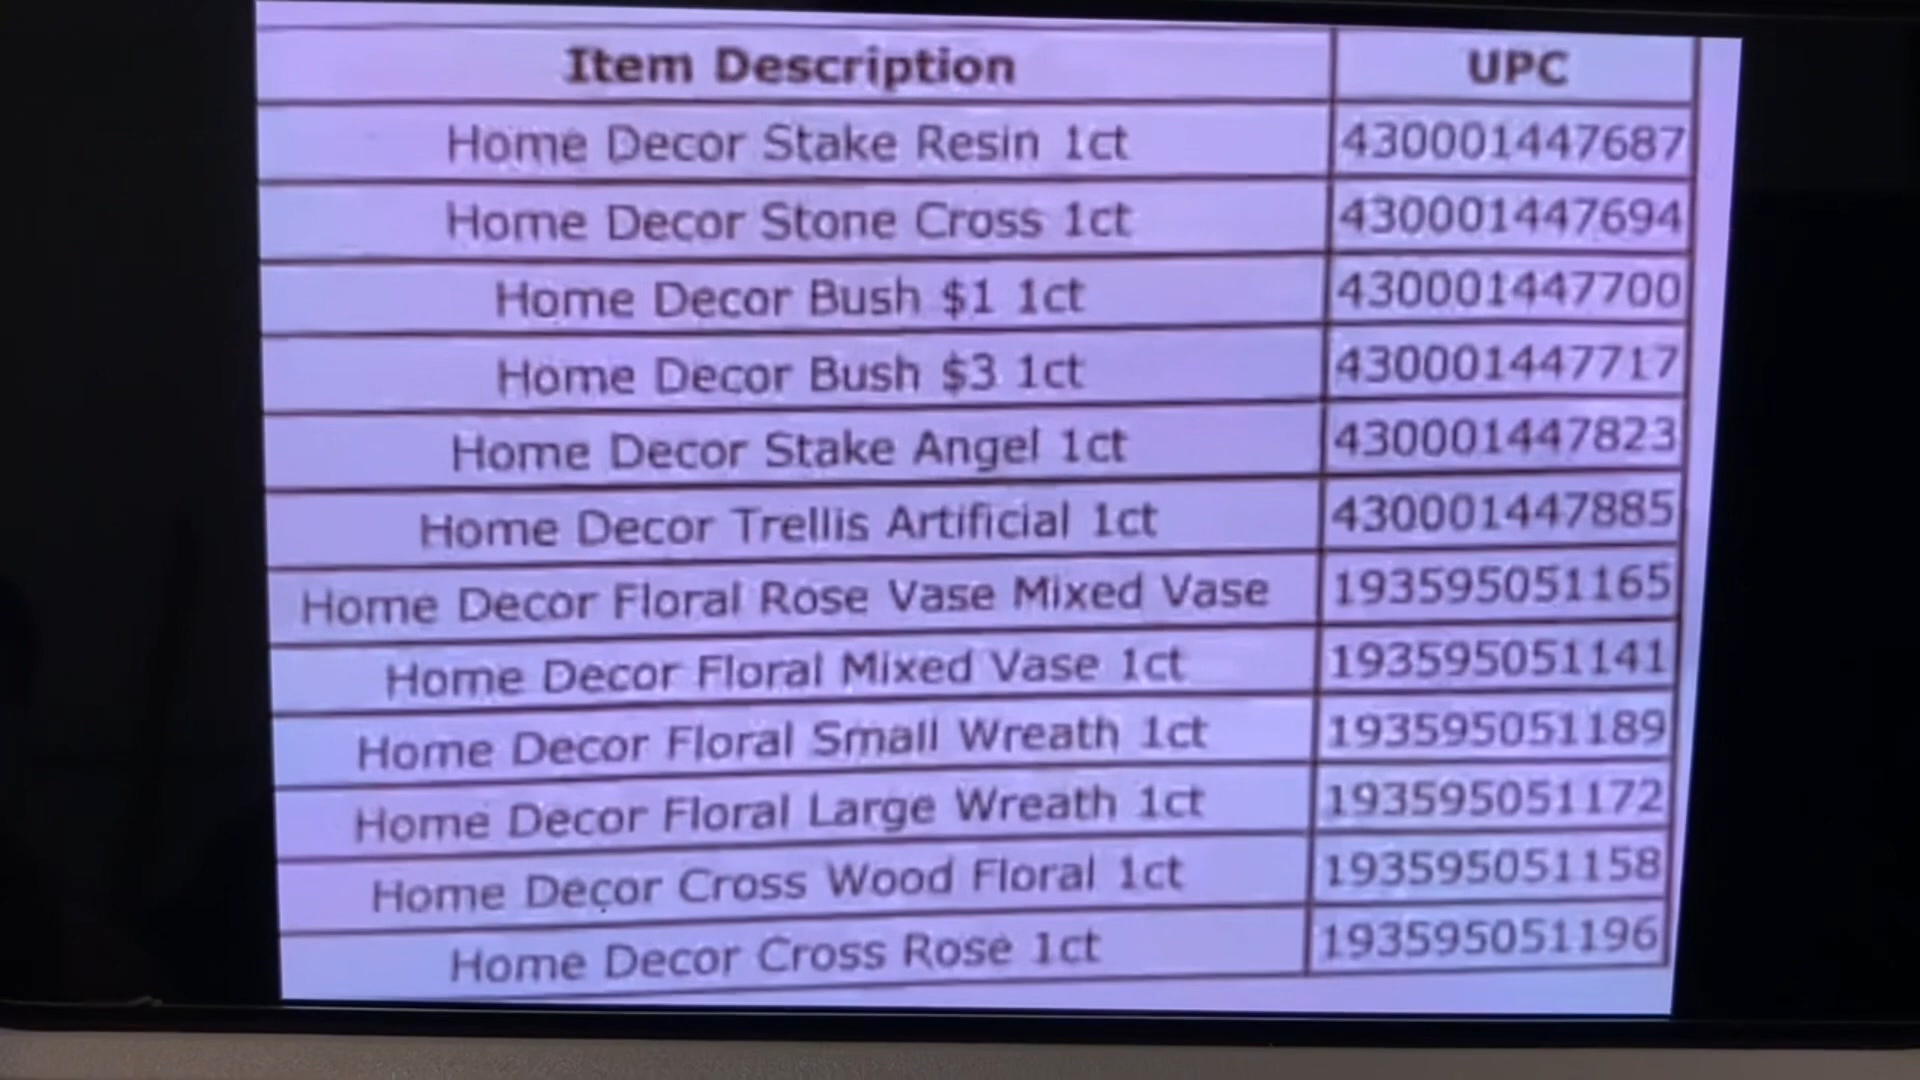 Item Description UPC
Home Decor Stake Resin 1ct 430001447687
Home Decor Stone Cross 1ct 430001447694
Home Decor Bush $1 1ct 430001447700
Home Decor Bush $3 1ct 430001447717
Home Decor Stake Angel 1ct 430001447823
Home Decor Trellis Artificial 1ct 430001447885
Home Decor Floral Rose Vase Mixed Vase 193595051165
Home Decor Floral Mixed Vase 1ct 193595051141
Home Decor Floral Small Wreath 1ct 193595051189
Home Decor Floral Large Wreath 1ct 193595051172
Home Decor Cross Wood Floral 1ct 193595051158
Home Decor Cross Rose 1ct 193595051196